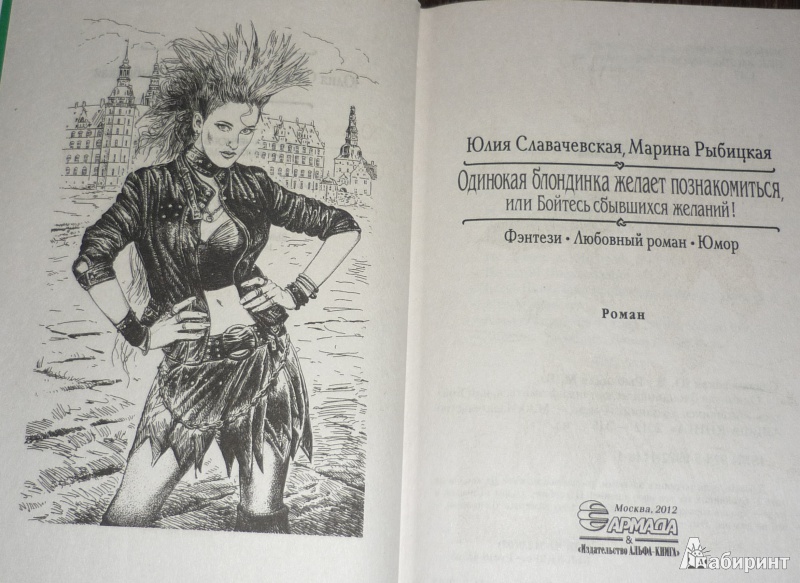 Юлия Славачевская, Марина Рыбицкая
Одинокая блондинка желает познакомиться,
или Бойтесь сбывшихся желаний!
Фэнтези • Любовный роман • Юмор
Роман
Москва, 2012
АРМАДА
&
«Издательство АЛЬФА-КНИГА»
Лабиринт